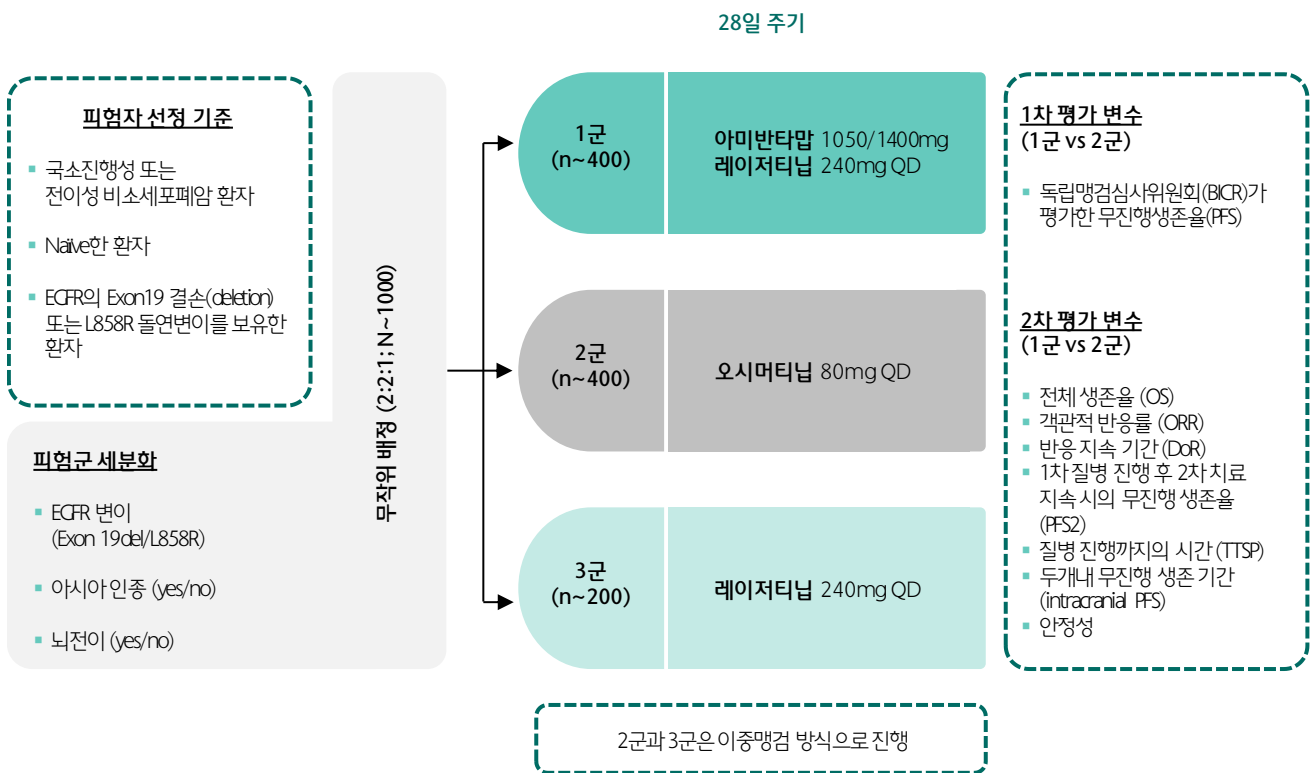 28일 주기
피험자 선정 기준
국소진행성 또는
전이성 비소세포폐암 환자
Naïve한 환자
EGFR의 Exon19 결손(deletion)
또는 L858R 돌연변이를 보유한
환자
피험군 세분화
EGFR 변이
(Exon 19del/L858R)
아시아 인종 (yes/no)
뇌전이 (yes/no)
무작위 배정 (2:2:1; N~1000)
1군
(n~400)
아미반타맙 1050/1400mg
레이저티닙 240mg QD
2군
(n~400)
오시머티닙 80mg QD
3군
(n~200)
레이저티닙 240mg QD
1차 평가 변수
(1군 vs 2군)
독립맹검심사위원회(BICR)가
평가한 무진행생존율(PFS)
2차 평가 변수
(1군 vs 2군)
전체 생존율 (OS)
객관적 반응률 (ORR)
반응 지속 기간 (DoR)
1차 질병 진행 후 2차 치료
지속 시의 무진행 생존율
(PFS2)
질병 진행까지의 시간 (TTSP)
두개내 무진행 생존 기간
(intracranial PFS)
안정성
2군과 3군은 이중맹검 방식으로 진행